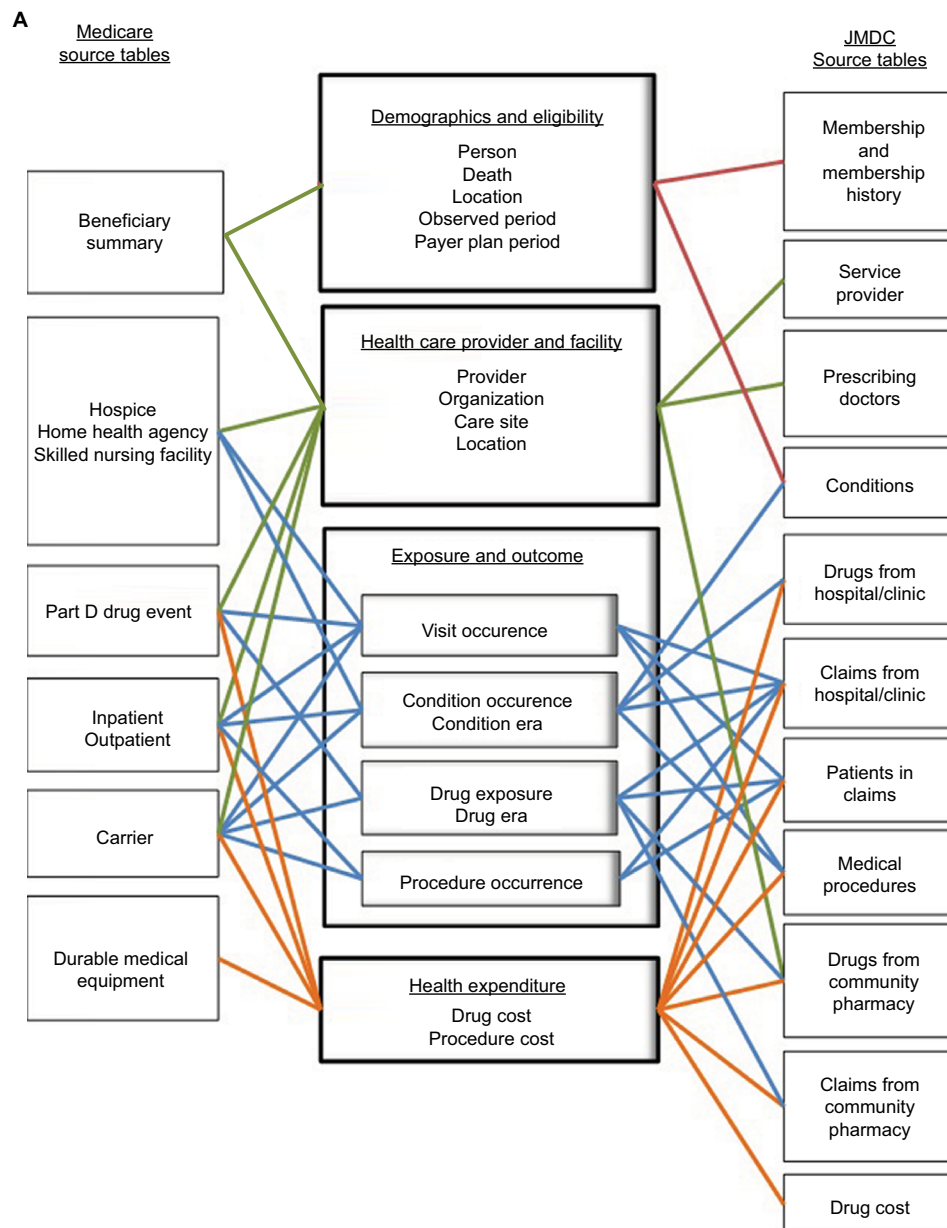 A
Medicare
source tables
Beneficiary
summary
Hospice
Home health agency
Skilled nursing facility
Part D drug event
Inpatient
Outpatient
Carrier
Durable medical
equipment
Demographics and eligibility
Person
Death
Location
Observed period
Payer plan period
Health care provider and facility
Provider
Organization
Care site
Location
Exposure and outcome
Visit occurence
Condition occurence
Condition era
Drug exposure
Drug era
Procedure occurrence
Health expenditure
Drug cost
Procedure cost
JMDC
Source tables
Membership
and
membership
history
Service
provider
Prescribing
doctors
Conditions
Drugs from
hospital/clinic
Claims from
hospital/clinic
Patients in
claims
Medical
procedures
Drugs from
community
pharmacy
Claims from
community
pharmacy
Drug cost